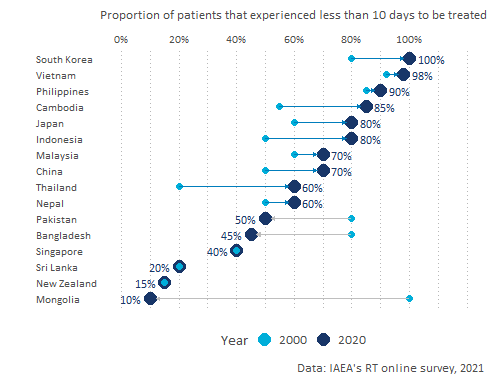 Proportion of patients that experienced less than 10 days to be treated
0% 20% 40% 60% 80% 100%
South Korea 100%
Vietnam 98%
Philippines 90%
Cambodia 85%
Japan 80%
Indonesia 80%
Malaysia 70%
China 70%
Thailand 60%
Nepal 60%
Pakistan 50%
Bangladesh 45%
Singapore 40%
Sri Lanka 20%
New Zealand 15%
Mongolia 10%
Year 2000 2020
Data: IAEA's RT online survey, 2021